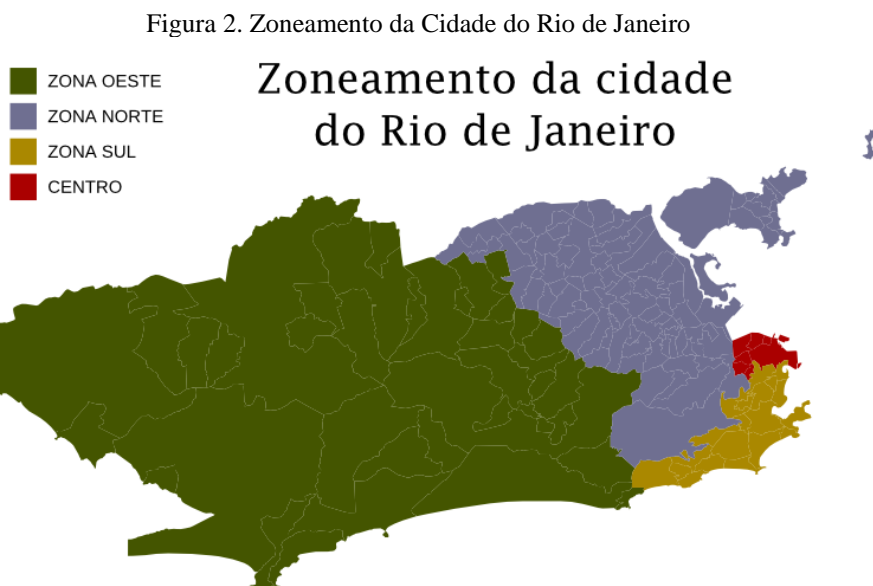 Figura 2. Zoneamento da Cidade do Rio de Janeiro
Zoneamento da cidade
do Rio de Janeiro
ZONA OESTE
ZONA NORTE
ZONA SUL
CENTRO